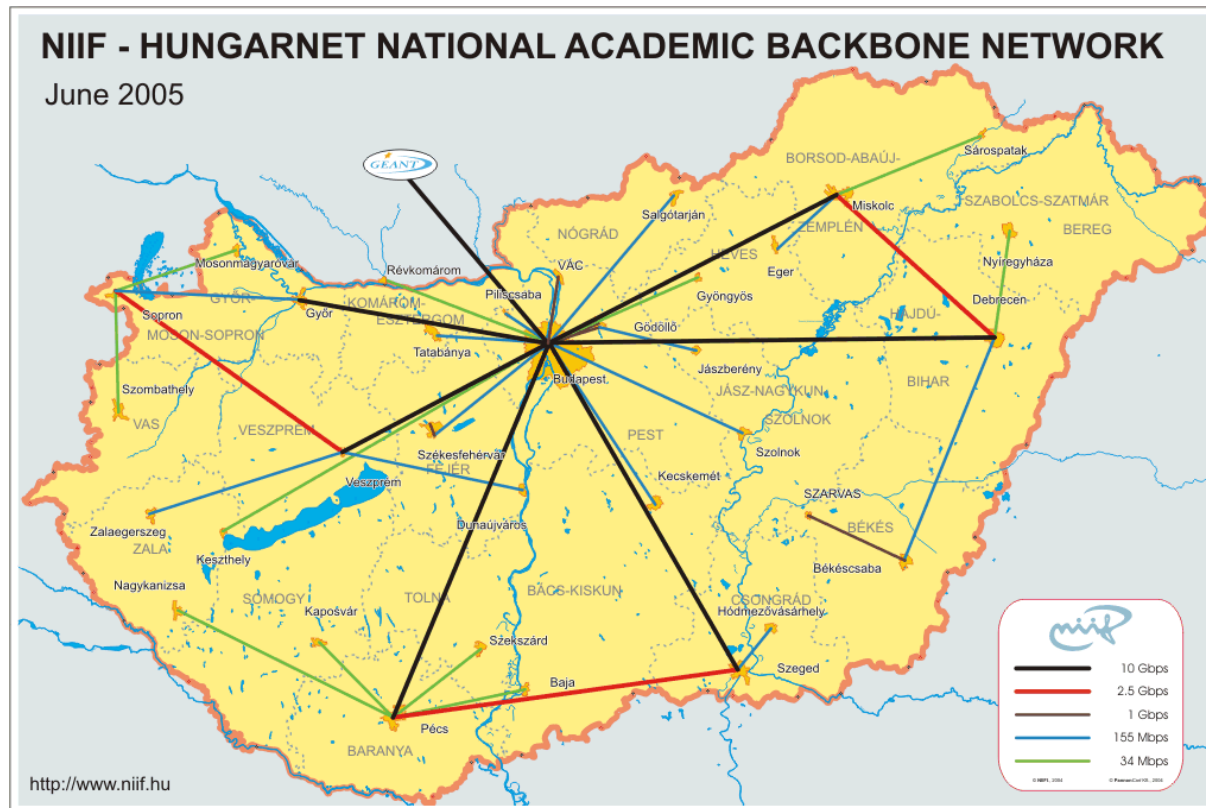 NIIF - HUNGARNET NATIONAL ACADEMIC BACKBONE NETWORK
June 2005
GÉANT
Sárospatak
BORSOD-ABAÚJ-
Salgótarján
Miskolc
SZABOLCS-SZATMÁR
NÓGRÁD
ZEMPLÉN
BEREG
Mosonmagyaróvár
HEVES
Eger
Nyíregyháza
VÁC
Révkomárom
Gyöngyös
Piliscsaba
GYŐR-
KOMÁROM-
Debrecen
Sopron
Győr
ESZTERGOM
HAJDÚ-
Gödöllő
MOSON-SOPRON
Tatabánya
Jászberény
Budapest.
BIHAR
Szombathely
JÁSZ-NAGYKUN
SZOLNOK
VAS
VESZPRÉM
PEST
Székesfehérvár
Szolnok
FEJÉR
Veszprém
Kecskemét
SZARVAS
Zalaegerszeg
Dunaújváros
BÉKÉS
ZALA
Keszthely
Békéscsaba
Nagykanizsa
SOMOGY
TOLNA
BÁCS-KISKUN
CSONGRÁD
Kapošvár
Hódmezővásárhely
Szekszárd
niif
Szeged
10 Gbps
Baja
2.5 Gbps
Pécs
1 Gbps
155 Mbps
BARANYA
34 Mbps
http://www.niif.hu